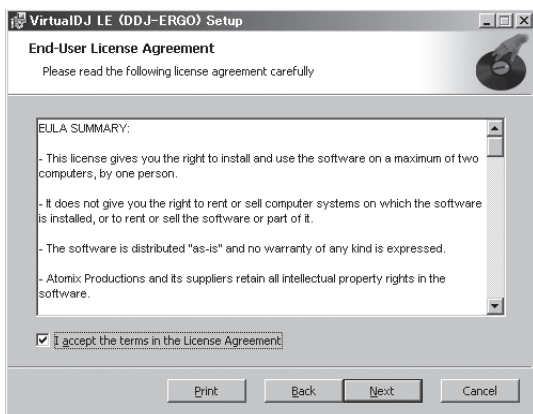 VirtualDJ LE (DDJ-ERGO) Setup
End-User License Agreement
Please read the following license agreement carefully
EULA SUMMARY:
- This license gives you the right to install and use the software on a maximum of two
computers, by one person.
- It does not give you the right to rent or sell computer systems on which the software
is installed, or to rent or sell the software or part of it.
- The software is distributed "as-is" and no warranty of any kind is expressed.
- Atomix Productions and its suppliers retain all intellectual property rights in the
software.
I accept the terms in the License Agreement
Print Back Next Cancel